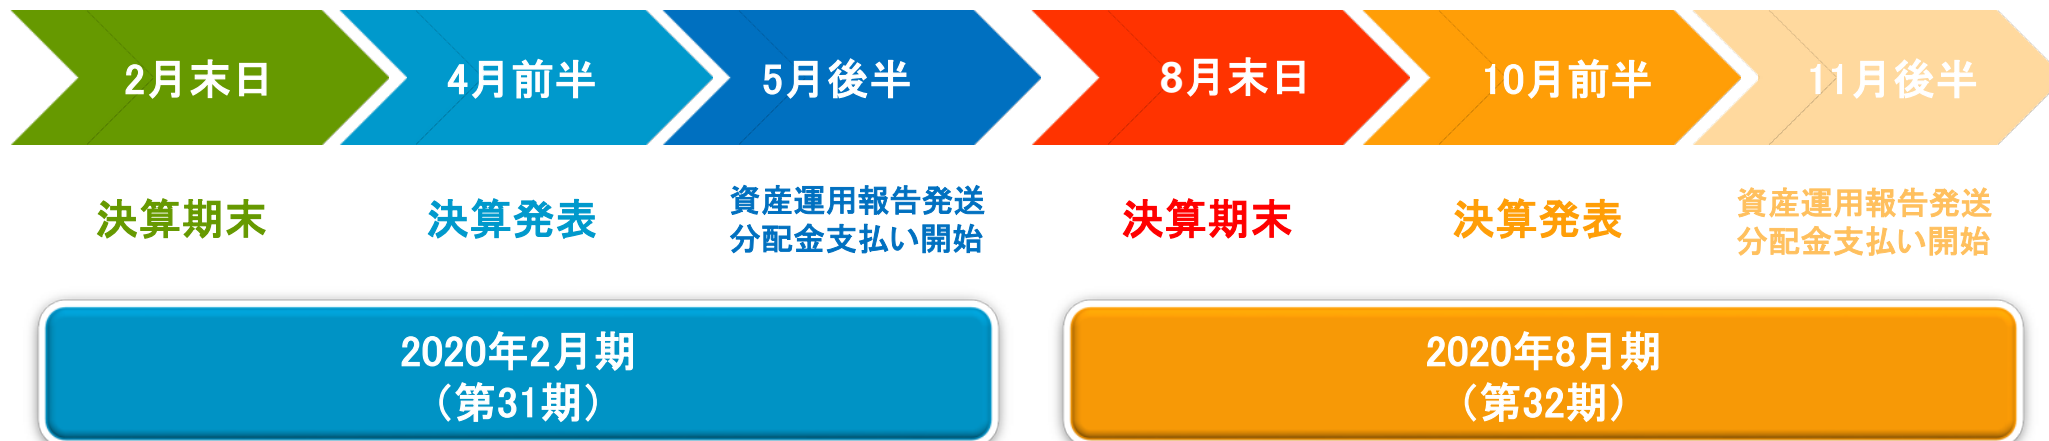 2月末日
4月前半
5月後半
8月末日
10月前半
11月後半
決算期末
決算発表
資産運用報告発送
分配金支払い開始
決算期末
決算発表
資産運用報告発送
分配金支払い開始
2020年2月期
（第31期）
2020年8月期
（第32期）